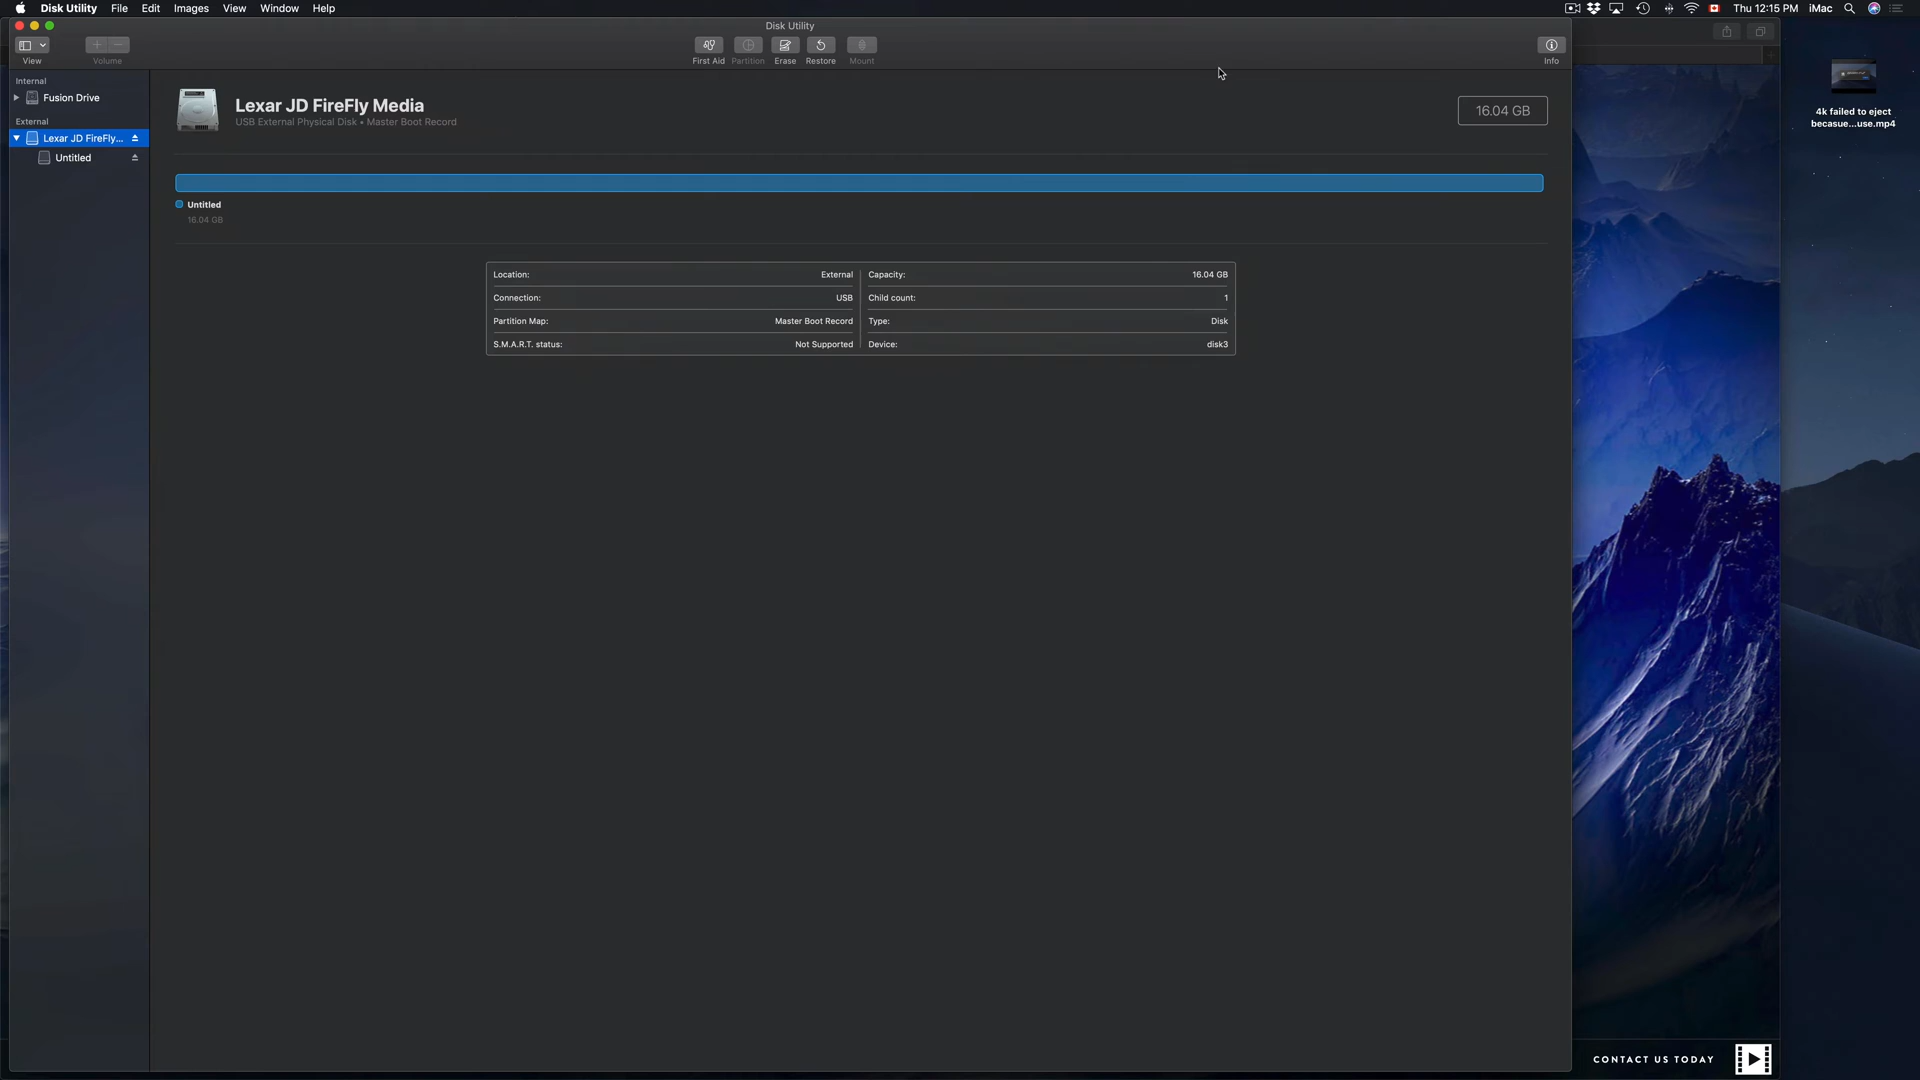 Disk Utility File Edit Images View Window Help Thu 12:15 PM iMac
Disk Utility
View Volume First Aid Partition Erase Restore Mount Info
Internal
Fusion Drive
External
Lexar JD FireFly...
Untitled
Lexar JD FireFly Media
USB External Physical Disk • Master Boot Record
16.04 GB
Untitled
16.04 GB
Location: External Capacity: 16.04 GB
Connection: USB Child count: 1
Partition Map: Master Boot Record Type: Disk
S.M.A.R.T. status: Not Supported Device: disk3
4k failed to eject
becasue...use.mp4
CONTACT US TODAY